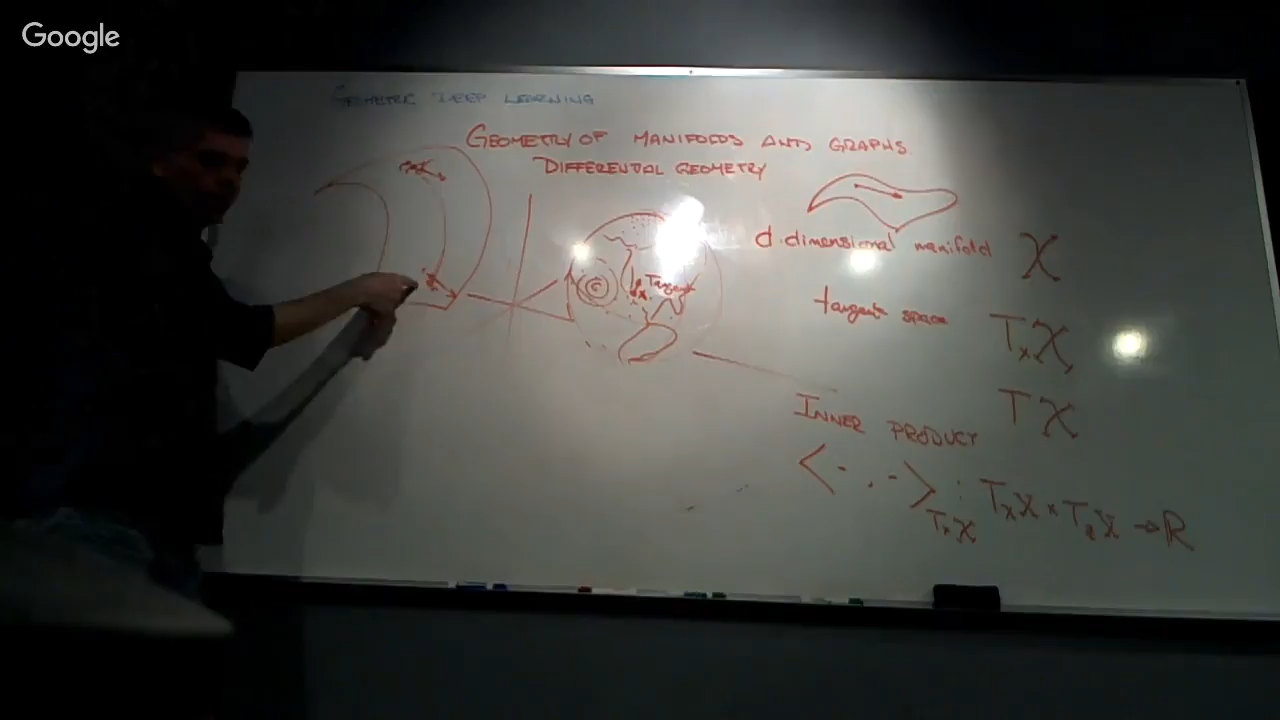 Google
GEOMETRIC DEEP LEARNING
GEOMETRY OF MANIFOLDS AND GRAPHS
DIFFERENTIAL GEOMETRY
d-dimensional manifold X
Tangent
x
tangent space TₓX
TX
INNER PRODUCT
<-.->TₓX : TₓX × TₓX → R